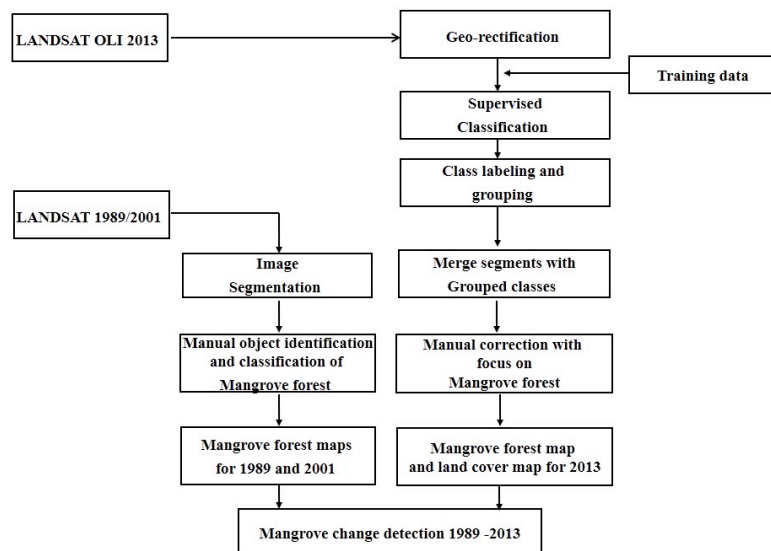 LANDSAT OLI 2013
Geo-rectification
Training data
Supervised
Classification
Class labeling and
grouping
LANDSAT 1989/2001
Image
Segmentation
Merge segments with
Grouped classes
Manual object identification
and classification of
Mangrove forest
Manual correction with
focus on
Mangrove forest
Mangrove forest maps
for 1989 and 2001
Mangrove forest map
and land cover map for 2013
Mangrove change detection 1989 -2013